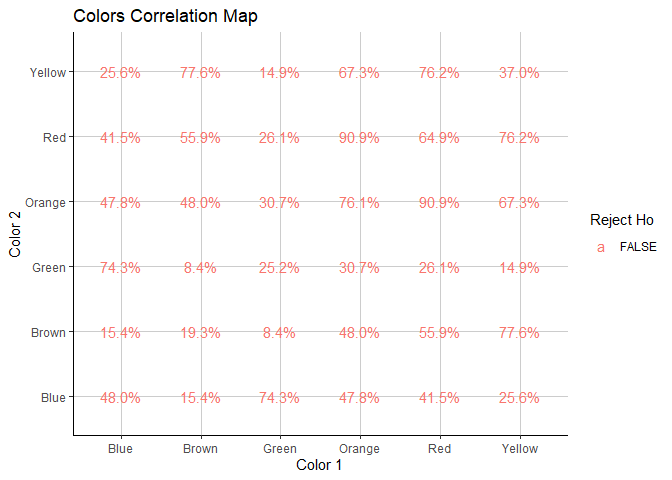 Colors Correlation Map
Yellow 25.6% 77.6% 14.9% 67.3% 76.2% 37.0%
Red 41.5% 55.9% 26.1% 90.9% 64.9% 76.2%
Orange 47.8% 48.0% 30.7% 76.1% 90.9% 67.3%
Green 74.3% 8.4% 25.2% 30.7% 26.1% 14.9%
Brown 15.4% 19.3% 8.4% 48.0% 55.9% 77.6%
Blue 48.0% 15.4% 74.3% 47.8% 41.5% 25.6%
Blue Brown Green Orange Red Yellow
Color 1
Color 2
Reject Ho
a FALSE